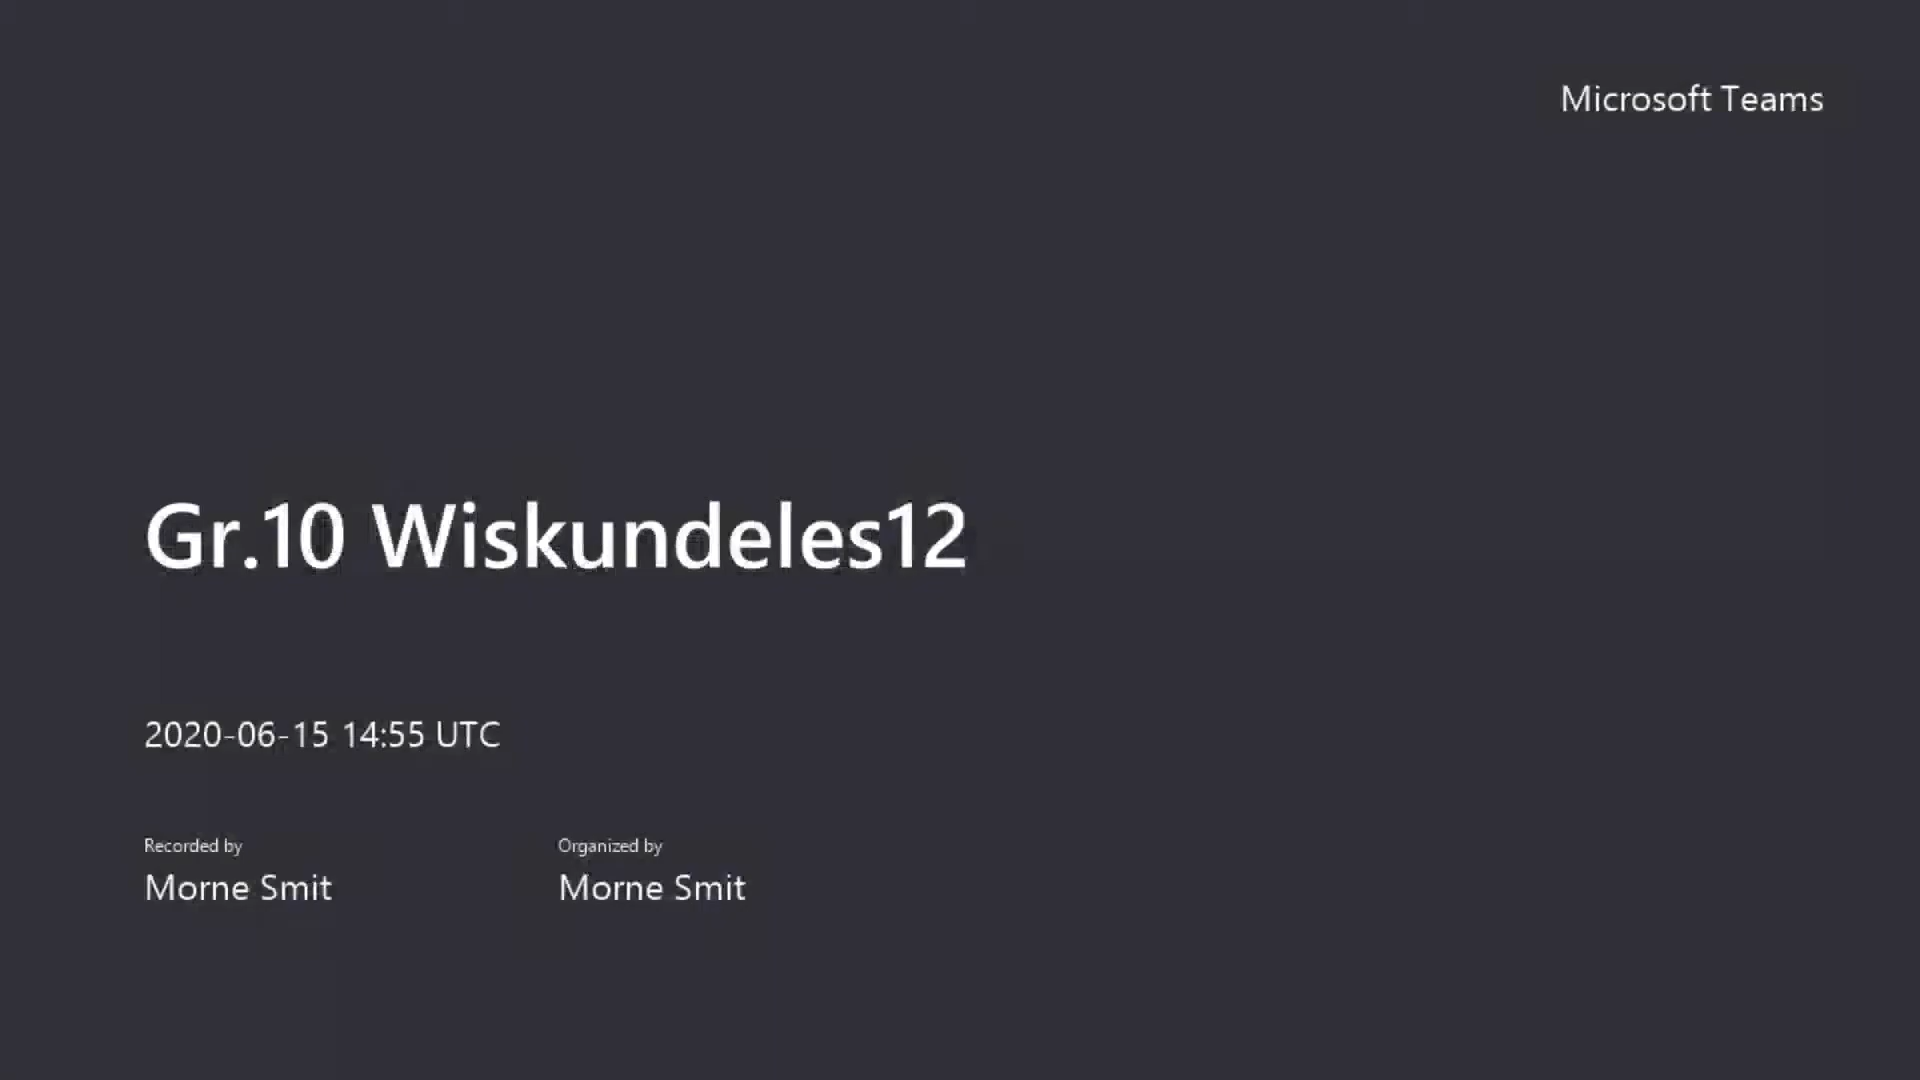 Microsoft Teams
Gr.10 Wiskundeles12
2020-06-15 14:55 UTC
Recorded by
Morne Smit
Organized by
Morne Smit